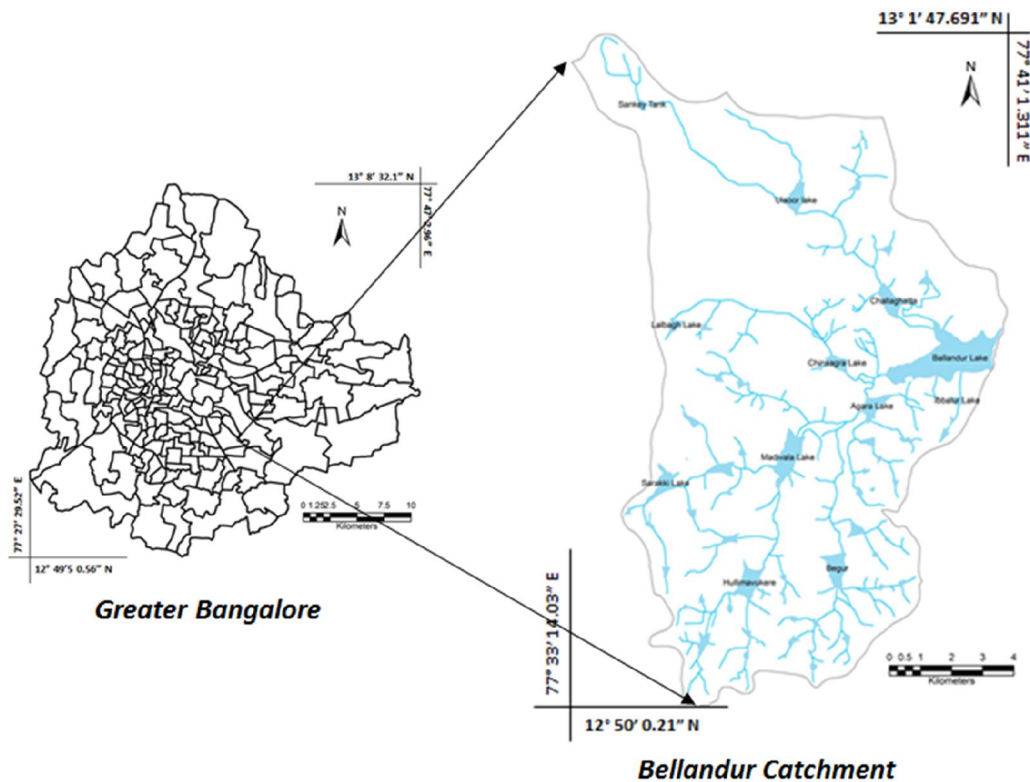 13° 1' 47.691" N
77° 41' 1.311" E
N
Sankey Tank
Ulsoor lake
Challaghatta
Lalbagh Lake
Bellandur Lake
Chinnagra Lake
Ibbalur Lake
Agara Lake
Madivala Lake
Sarakki Lake
Begur
Hullimavukere
0 0.5 1 2 3 4
Kilometers
77° 33' 14.03" E
12° 50' 0.21" N
Bellandur Catchment
13° 8' 32.1" N
N
0 1.25 2.5 5 7.5 10
Kilometers
77° 27' 29.52" E
12° 49'5 0.56" N
Greater Bangalore